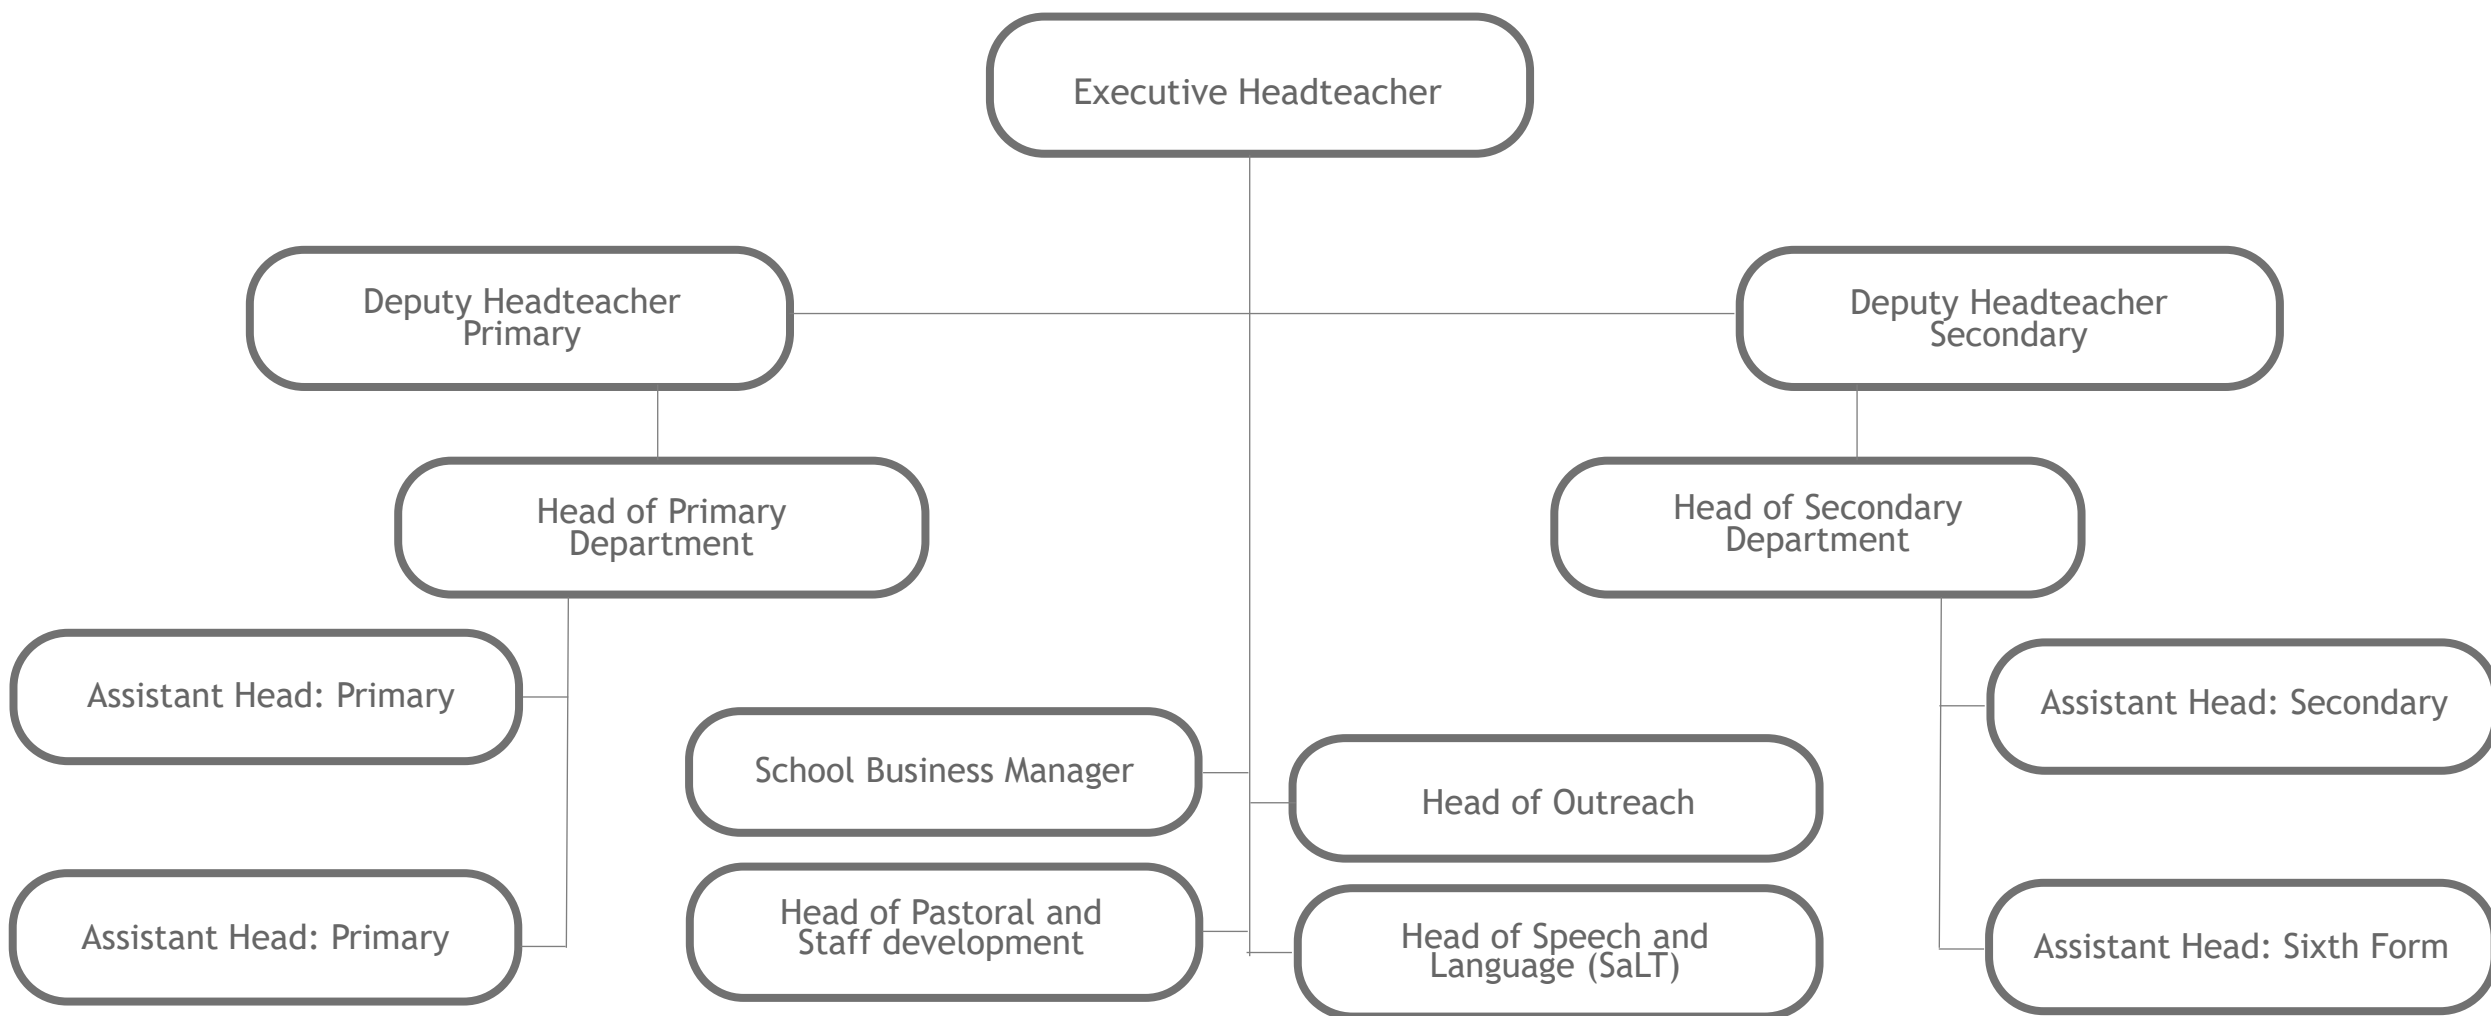 Executive Headteacher
Deputy Headteacher
Primary
Deputy Headteacher
Secondary
Head of Primary
Department
Head of Secondary
Department
Assistant Head: Primary
Assistant Head: Secondary
School Business Manager
Head of Outreach
Assistant Head: Primary
Head of Pastoral and
Staff development
Head of Speech and
Language (SaLT)
Assistant Head: Sixth Form